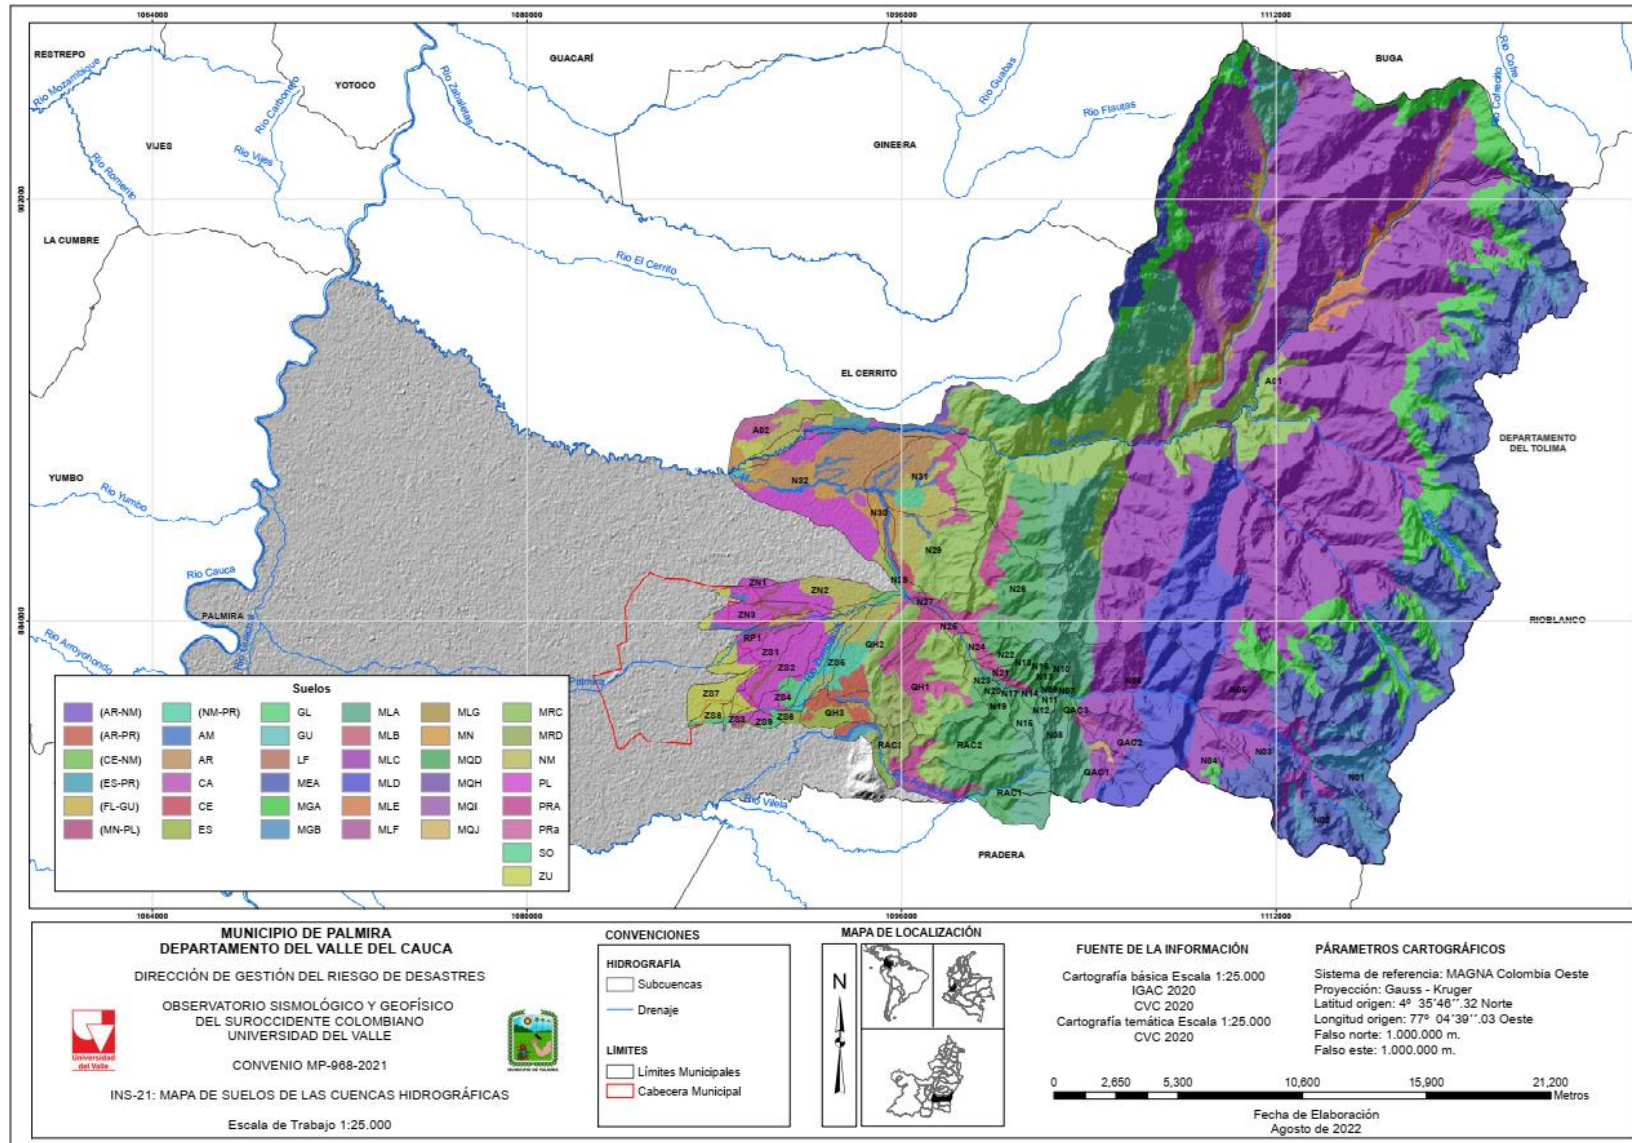 1064000 1080000 1096000 1112000
RESTREPO
GUACARÍ
BUGA
YOTOCO
Río Mozambique
Río Carbonero
Río Zabaletas
Río Guabas
Río Cofre
Río Cofrecito
Río Flautas
VIJES
Río Vijes
GINEBRA
Río Romerito
902000
LA CUMBRE
Río El Cerrito
EL CERRITO
A01
A02
DEPARTAMENTO
DEL TOLIMA
YUMBO
Río Yumbo
N32
N31
N30
N29
Río Cauca
N28
ZN1
ZN2
N27
N26
PALMIRA
884000
ZN3
N25
RIOBLANCO
Río Arroyohondo
RP1
ZS1
QH2
N24
N22
ZS2
ZS5
N18
N16
N10
N21
N13
Palmira
QH1
N23
N20
N17
N14
N09
N07
N06
N05
ZS7
ZS4
N19
N11
ZS8
ZS3
ZS9
ZS6
QH3
N15
N12
QAC3
N08
RAC3
RAC2
QAC2
N03
N04
QAC1
N01
RAC1
Río Vilela
N02
PRADERA
Suelos
(AR-NM) (NM-PR) GL MLA MLG MRC
(AR-PR) AM GU MLB MN MRD
(CE-NM) AR LF MLC MQD NM
(ES-PR) CA MEA MLD MQH PL
(FL-GU) CE MGA MLE MQI PRA
(MN-PL) ES MGB MLF MQJ PRa
SO
ZU
1064000 1080000 1096000 1112000
MUNICIPIO DE PALMIRA
DEPARTAMENTO DEL VALLE DEL CAUCA
DIRECCIÓN DE GESTIÓN DEL RIESGO DE DESASTRES
OBSERVATORIO SISMOLÓGICO Y GEOFÍSICO
DEL SUROCCIDENTE COLOMBIANO
UNIVERSIDAD DEL VALLE
Universidad
del Valle
MUNICIPIO DE PALMIRA
CONVENIO MP-968-2021
INS-21: MAPA DE SUELOS DE LAS CUENCAS HIDROGRÁFICAS
Escala de Trabajo 1:25.000
CONVENCIONES
HIDROGRAFÍA
Subcuencas
Drenaje
LÍMITES
Límites Municipales
Cabecera Municipal
MAPA DE LOCALIZACIÓN
N
FUENTE DE LA INFORMACIÓN
Cartografía básica Escala 1:25.000
IGAC 2020
CVC 2020
Cartografía temática Escala 1:25.000
CVC 2020
PÁRAMETROS CARTOGRÁFICOS
Sistema de referencia: MAGNA Colombia Oeste
Proyección: Gauss - Kruger
Latitud origen: 4º 35'46''.32 Norte
Longitud origen: 77º 04'39''.03 Oeste
Falso norte: 1.000.000 m.
Falso este: 1.000.000 m.
0 2,650 5,300 10,600 15,900 21,200
Metros
Fecha de Elaboración
Agosto de 2022